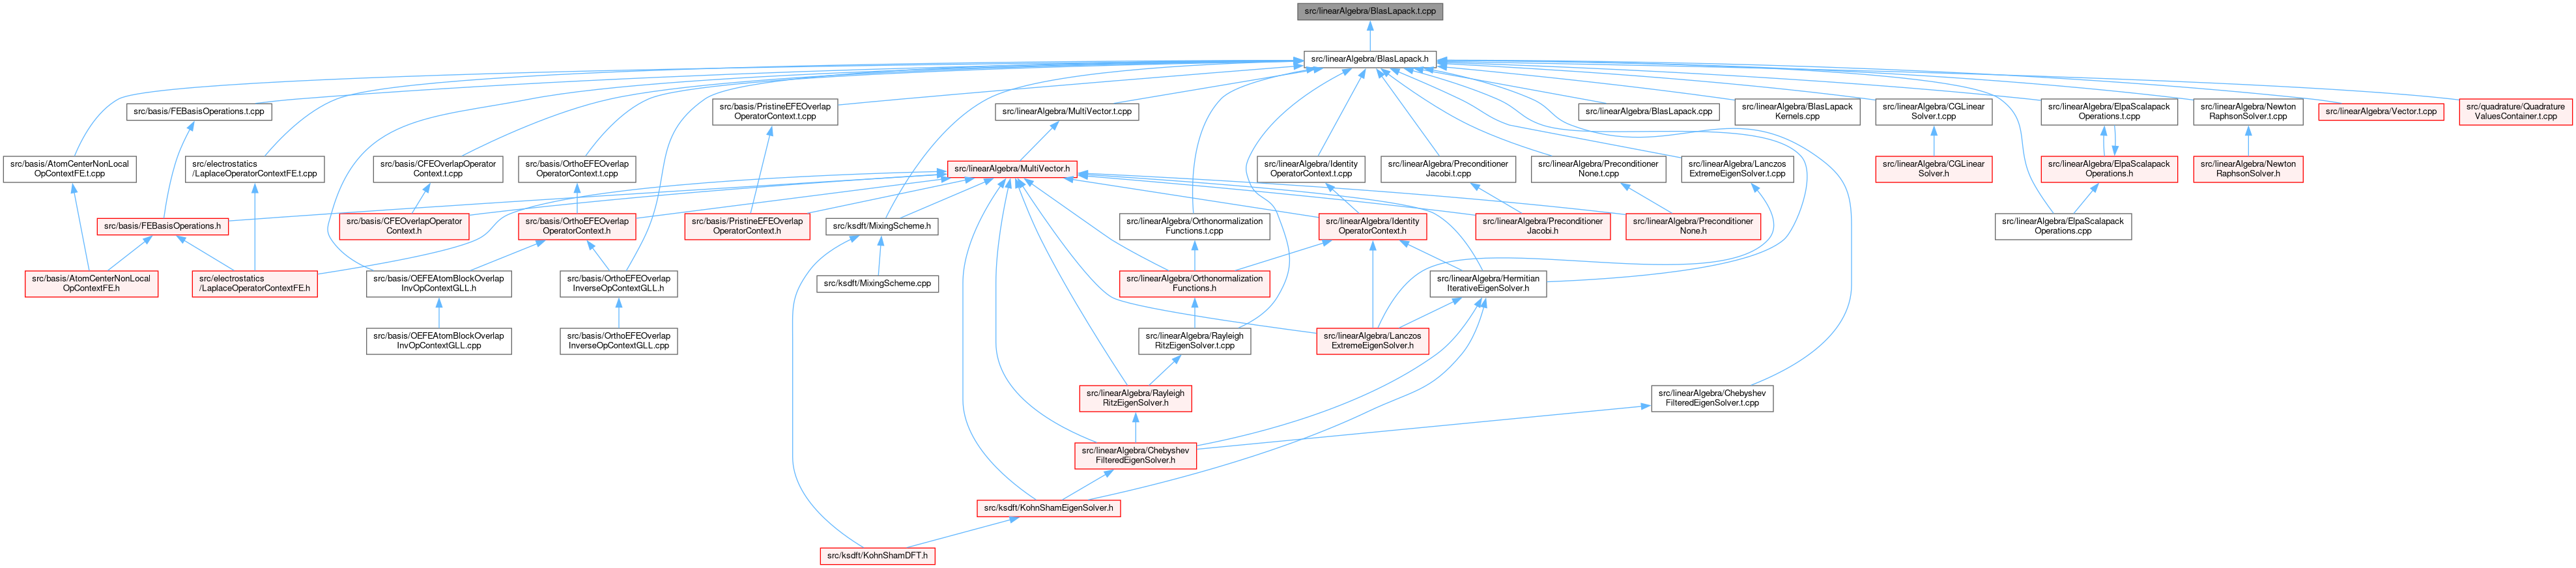 src/linearAlgebra/BlasLapack.t.cpp
src/linearAlgebra/BlasLapack.h
src/basis/FEBasisOperations.t.cpp
src/basis/PristineEFEOverlap
OperatorContext.t.cpp
src/linearAlgebra/MultiVector.t.cpp
src/linearAlgebra/BlasLapack.cpp
src/linearAlgebra/BlasLapack
Kernels.cpp
src/linearAlgebra/CGLinear
Solver.t.cpp
src/linearAlgebra/ElpaScalapack
Operations.t.cpp
src/linearAlgebra/Newton
RaphsonSolver.t.cpp
src/linearAlgebra/Vector.t.cpp
src/quadrature/Quadrature
ValuesContainer.t.cpp
src/basis/AtomCenterNonLocal
OpContextFE.t.cpp
src/electrostatics
/LaplaceOperatorContextFE.t.cpp
src/basis/CFEOverlapOperator
Context.t.cpp
src/basis/OrthoEFEOverlap
OperatorContext.t.cpp
src/linearAlgebra/MultiVector.h
src/linearAlgebra/Identity
OperatorContext.t.cpp
src/linearAlgebra/Preconditioner
Jacobi.t.cpp
src/linearAlgebra/Preconditioner
None.t.cpp
src/linearAlgebra/Lanczos
ExtremeEigenSolver.t.cpp
src/linearAlgebra/CGLinear
Solver.h
src/linearAlgebra/ElpaScalapack
Operations.h
src/linearAlgebra/Newton
RaphsonSolver.h
src/basis/FEBasisOperations.h
src/basis/CFEOverlapOperator
Context.h
src/basis/OrthoEFEOverlap
OperatorContext.h
src/basis/PristineEFEOverlap
OperatorContext.h
src/ksdft/MixingScheme.h
src/linearAlgebra/Orthonormalization
Functions.t.cpp
src/linearAlgebra/Identity
OperatorContext.h
src/linearAlgebra/Preconditioner
Jacobi.h
src/linearAlgebra/Preconditioner
None.h
src/linearAlgebra/ElpaScalapack
Operations.cpp
src/basis/AtomCenterNonLocal
OpContextFE.h
src/electrostatics
/LaplaceOperatorContextFE.h
src/basis/OEFEAtomBlockOverlap
InvOpContextGLL.h
src/basis/OrthoEFEOverlap
InverseOpContextGLL.h
src/ksdft/MixingScheme.cpp
src/linearAlgebra/Orthonormalization
Functions.h
src/linearAlgebra/Hermitian
IterativeEigenSolver.h
src/basis/OEFEAtomBlockOverlap
InvOpContextGLL.cpp
src/basis/OrthoEFEOverlap
InverseOpContextGLL.cpp
src/linearAlgebra/Rayleigh
RitzEigenSolver.t.cpp
src/linearAlgebra/Lanczos
ExtremeEigenSolver.h
src/linearAlgebra/Rayleigh
RitzEigenSolver.h
src/linearAlgebra/Chebyshev
FilteredEigenSolver.t.cpp
src/linearAlgebra/Chebyshev
FilteredEigenSolver.h
src/ksdft/KohnShamEigenSolver.h
src/ksdft/KohnShamDFT.h